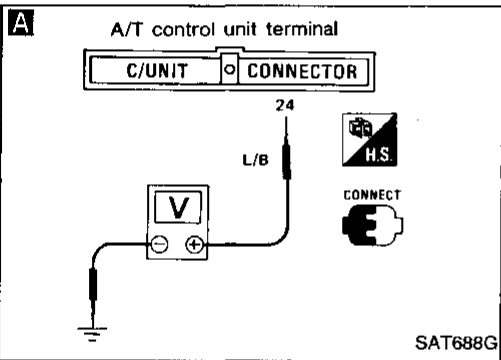 A
A/T control unit terminal
C/UNIT CONNECTOR
24
L/B
H.S.
CONNECT
V
SAT688G